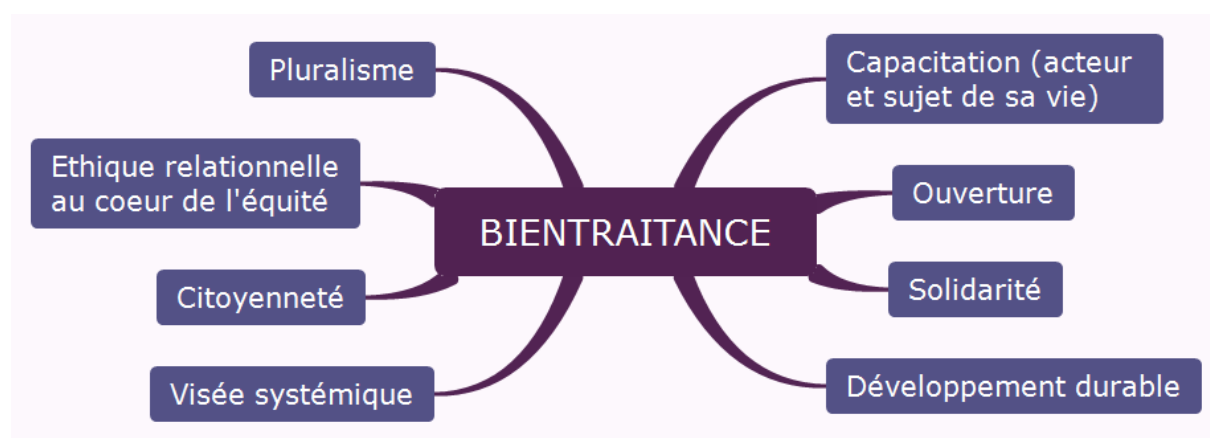 Pluralisme
Ethique relationnelle
au coeur de l'équité
Citoyenneté
Visée systémique
BIENTRAITANCE
Capacitation (acteur
et sujet de sa vie)
Ouverture
Solidarité
Développement durable